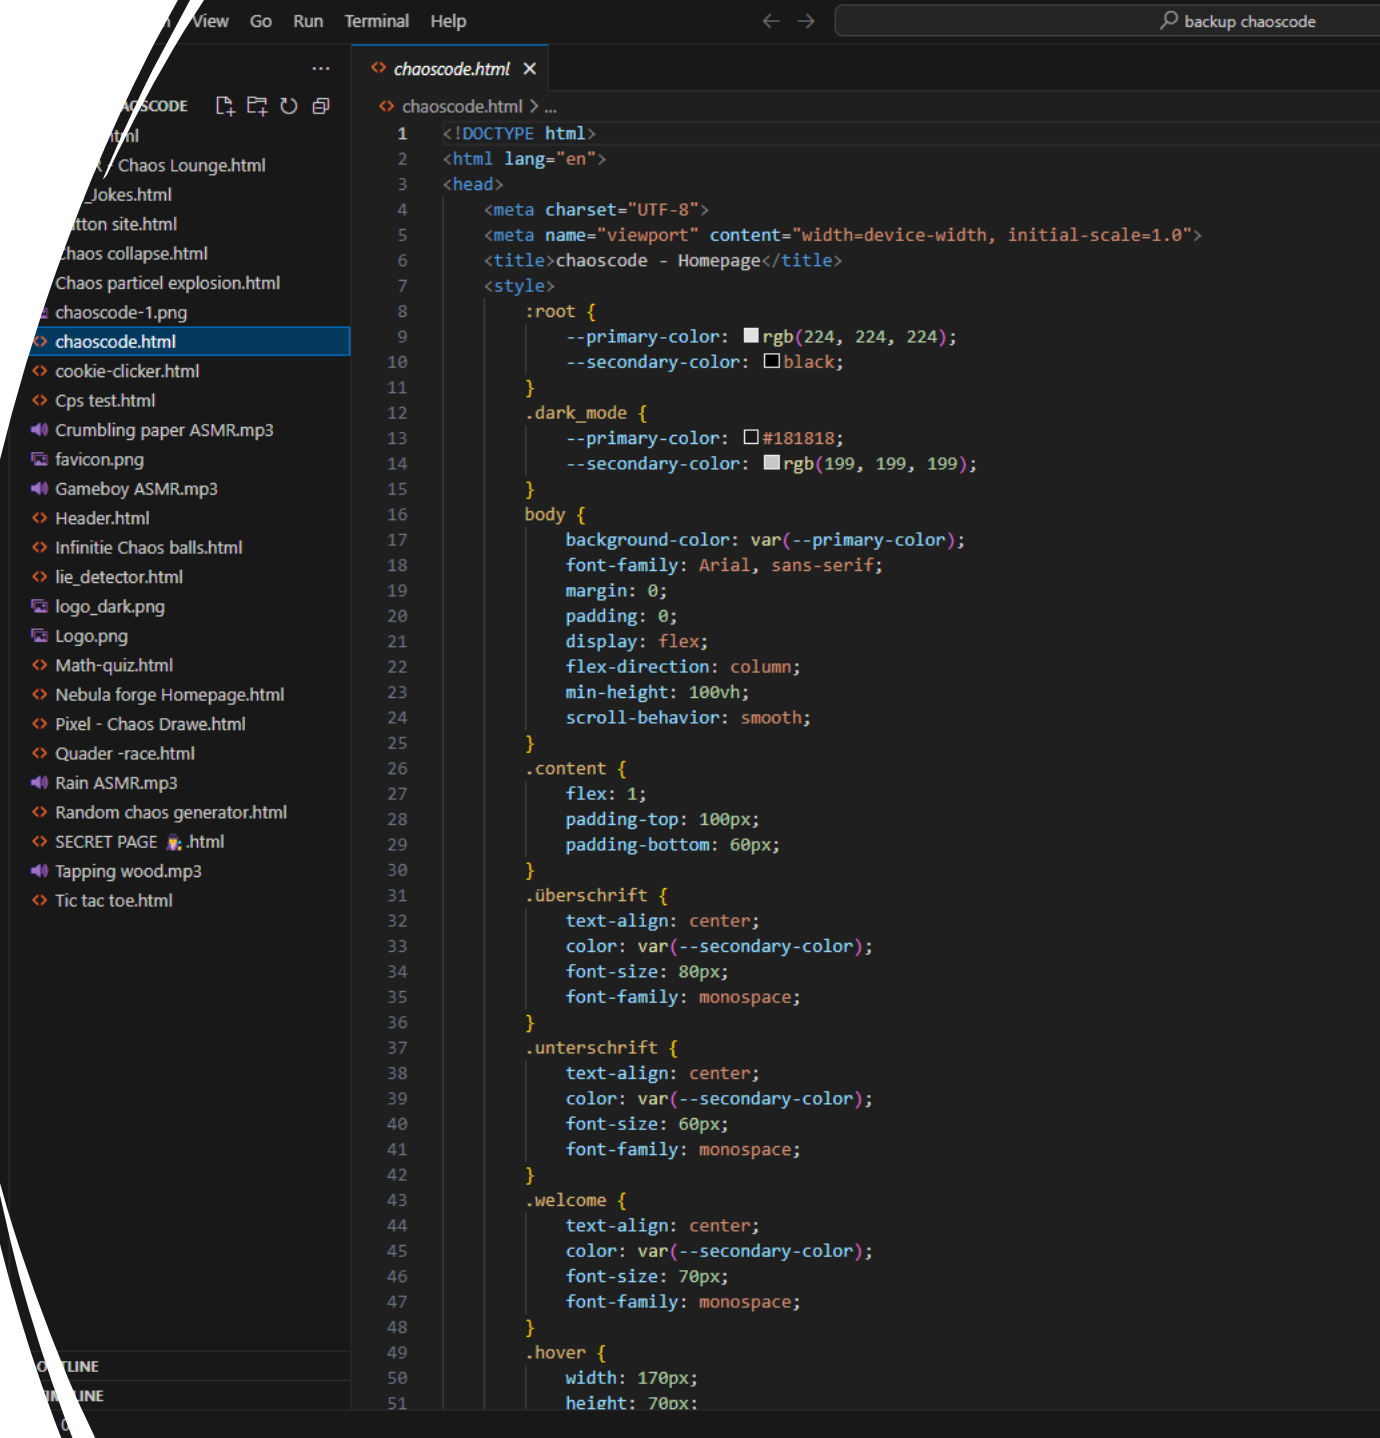 View Go Run Terminal Help
backup chaoscode
chaoscode.html
chaoscode.html > ...
Chaos Lounge.html
_Jokes.html
site.html
collapse.html
Chaos particel explosion.html
chaoscode-1.png
chaoscode.html
cookie-clicker.html
Cps test.html
Crumbling paper ASMR.mp3
favicon.png
Gameboy ASMR.mp3
Header.html
Infinitie Chaos balls.html
lie_detector.html
logo_dark.png
Logo.png
Math-quiz.html
Nebula forge Homepage.html
Pixel - Chaos Drawe.html
Quader -race.html
Rain ASMR.mp3
Random chaos generator.html
SECRET PAGE 🕵️‍♀️.html
Tapping wood.mp3
Tic tac toe.html
1 <!DOCTYPE html>
2 <html lang="en">
3 <head>
4 <meta charset="UTF-8">
5 <meta name="viewport" content="width=device-width, initial-scale=1.0">
6 <title>chaoscode - Homepage</title>
7 <style>
8 :root {
9 --primary-color: rgb(224, 224, 224);
10 --secondary-color: black;
11 }
12 .dark_mode {
13 --primary-color: #181818;
14 --secondary-color: rgb(199, 199, 199);
15 }
16 body {
17 background-color: var(--primary-color);
18 font-family: Arial, sans-serif;
19 margin: 0;
20 padding: 0;
21 display: flex;
22 flex-direction: column;
23 min-height: 100vh;
24 scroll-behavior: smooth;
25 }
26 .content {
27 flex: 1;
28 padding-top: 100px;
29 padding-bottom: 60px;
30 }
31 .überschrift {
32 text-align: center;
33 color: var(--secondary-color);
34 font-size: 80px;
35 font-family: monospace;
36 }
37 .unterschrift {
38 text-align: center;
39 color: var(--secondary-color);
40 font-size: 60px;
41 font-family: monospace;
42 }
43 .welcome {
44 text-align: center;
45 color: var(--secondary-color);
46 font-size: 70px;
47 font-family: monospace;
48 }
49 .hover {
50 width: 170px;
51 height: 70px;